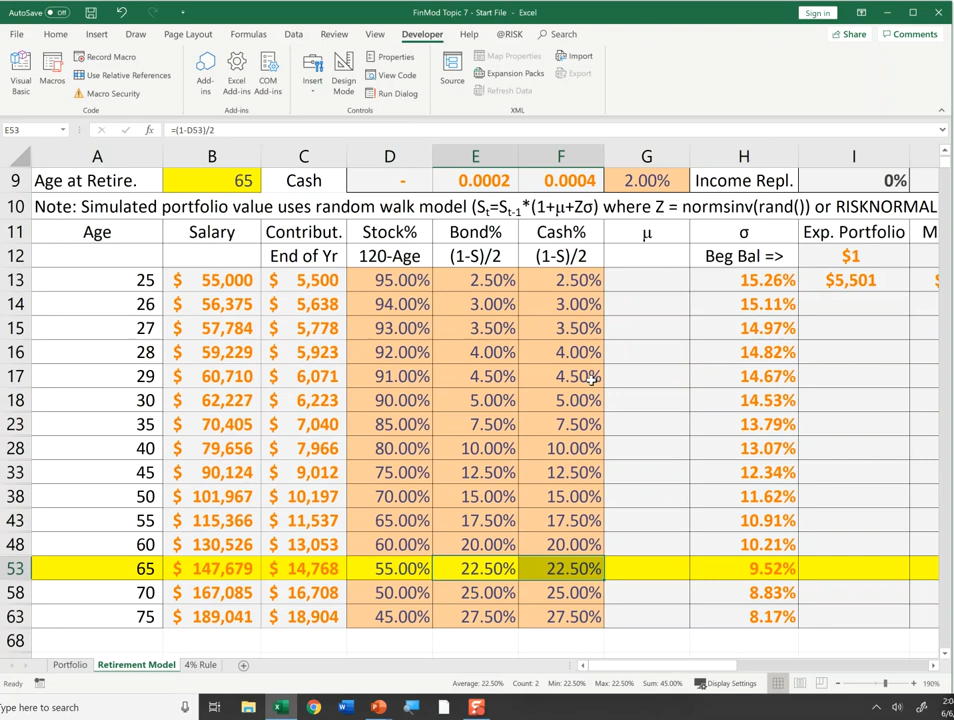 AutoSave Off FinMod Topic 7 - Start File - Excel Sign in
File Home Insert Draw Page Layout Formulas Data Review View Developer Help @RISK Search Share Comments
Visual Basic Macros Record Macro Use Relative References Macro Security Add-ins Excel Add-ins COM Add-ins Insert Design Mode Properties View Code Run Dialog Source Map Properties Expansion Packs Refresh Data Import Export
Code Add-ins Controls XML
E53 fx =(1-D53)/2
A B C D E F G H I
9 Age at Retire. 65 Cash - 0.0002 0.0004 2.00% Income Repl. 0%
10 Note: Simulated portfolio value uses random walk model (St=St-1*(1+μ+Zσ) where Z = normsinv(rand()) or RISKNORMAL
11 Age Salary Contribut. Stock% Bond% Cash% μ σ Exp. Portfolio M
12 End of Yr 120-Age (1-S)/2 (1-S)/2 Beg Bal => $1
13 25 $ 55,000 $ 5,500 95.00% 2.50% 2.50% 15.26% $5,501 $
14 26 $ 56,375 $ 5,638 94.00% 3.00% 3.00% 15.11%
15 27 $ 57,784 $ 5,778 93.00% 3.50% 3.50% 14.97%
16 28 $ 59,229 $ 5,923 92.00% 4.00% 4.00% 14.82%
17 29 $ 60,710 $ 6,071 91.00% 4.50% 4.50% 14.67%
18 30 $ 62,227 $ 6,223 90.00% 5.00% 5.00% 14.53%
23 35 $ 70,405 $ 7,040 85.00% 7.50% 7.50% 13.79%
28 40 $ 79,656 $ 7,966 80.00% 10.00% 10.00% 13.07%
33 45 $ 90,124 $ 9,012 75.00% 12.50% 12.50% 12.34%
38 50 $ 101,967 $ 10,197 70.00% 15.00% 15.00% 11.62%
43 55 $ 115,366 $ 11,537 65.00% 17.50% 17.50% 10.91%
48 60 $ 130,526 $ 13,053 60.00% 20.00% 20.00% 10.21%
53 65 $ 147,679 $ 14,768 55.00% 22.50% 22.50% 9.52%
58 70 $ 167,085 $ 16,708 50.00% 25.00% 25.00% 8.83%
63 75 $ 189,041 $ 18,904 45.00% 27.50% 27.50% 8.17%
68
Portfolio Retirement Model 4% Rule
Ready Average: 22.50% Count: 2 Min: 22.50% Max: 22.50% Sum: 45.00% Display Settings 190%
Type here to search